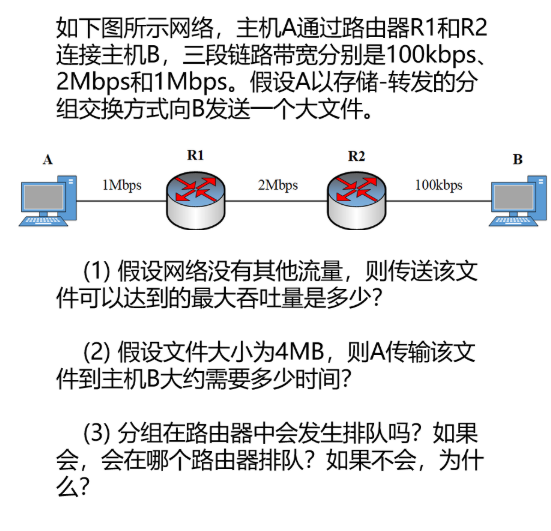 如下图所示网络，主机A通过路由器R1和R2
连接主机B，三段链路带宽分别是100kbps、
2Mbps和1Mbps。假设A以存储-转发的分
组交换方式向B发送一个大文件。
A R1 R2 B
1Mbps 2Mbps 100kbps
(1) 假设网络没有其他流量，则传送该文
件可以达到的最大吞吐量是多少？
(2) 假设文件大小为4MB，则A传输该文
件到主机B大约需要多少时间？
(3) 分组在路由器中会发生排队吗？如果
会，会在哪个路由器排队？如果不会，为什
么？